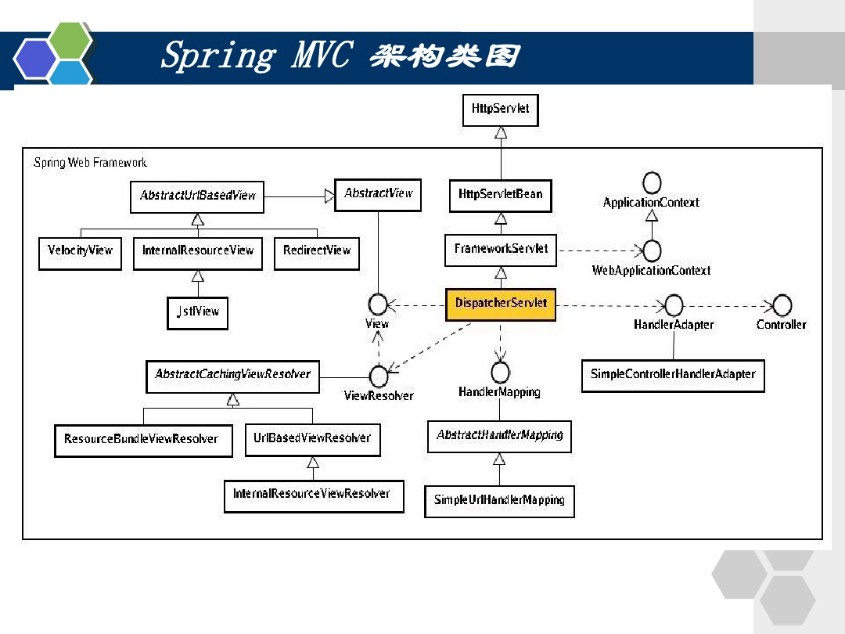 Spring MVC 架构类图
HttpServlet
Spring Web Framework
AbstractUrlBasedView
AbstractView
HttpServletBean
ApplicationContext
VelocityView
InternalResourceView
RedirectView
FrameworkServlet
WebApplicationContext
JstlView
DispatcherServlet
View
HandlerAdapter
Controller
AbstractCachingViewResolver
ViewResolver
HandlerMapping
SimpleControllerHandlerAdapter
ResourceBundleViewResolver
UrlBasedViewResolver
AbstractHandlerMapping
InternalResourceViewResolver
SimpleUrlHandlerMapping